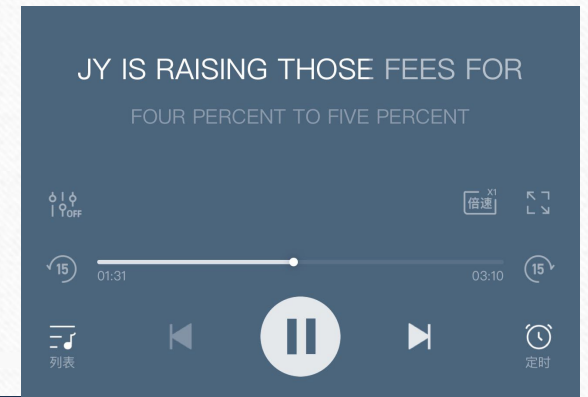 JY IS RAISING THOSE FEES FOR
FOUR PERCENT TO FIVE PERCENT
OFF
倍速 X1
15
01:31
03:10
15
列表
定时